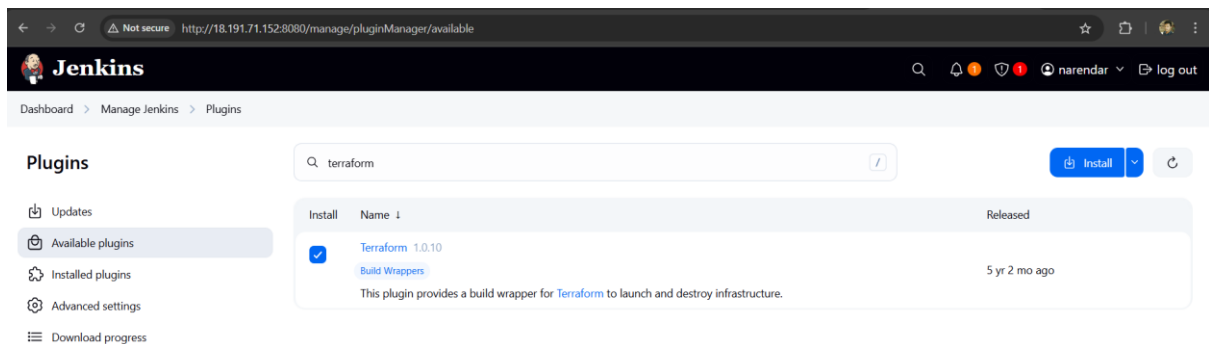 Not secure http://18.191.71.152:8080/manage/pluginManager/available
Jenkins 1 1 narendar log out
Dashboard > Manage Jenkins > Plugins
Plugins terraform / Install
Updates Install Name ↓ Released
Available plugins Terraform 1.0.10
Installed plugins Build Wrappers 5 yr 2 mo ago
Advanced settings This plugin provides a build wrapper for Terraform to launch and destroy infrastructure.
Download progress